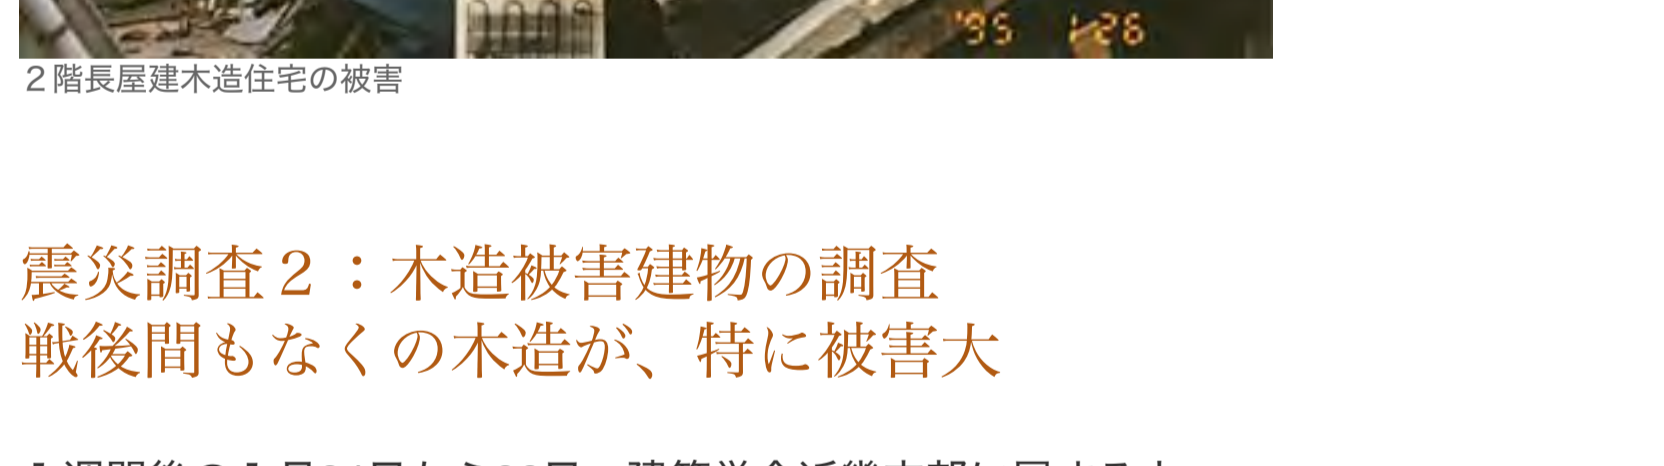 '95 1 26
２階長屋建木造住宅の被害
震災調査２：木造被害建物の調査
戦後間もなくの木造が、特に被害大